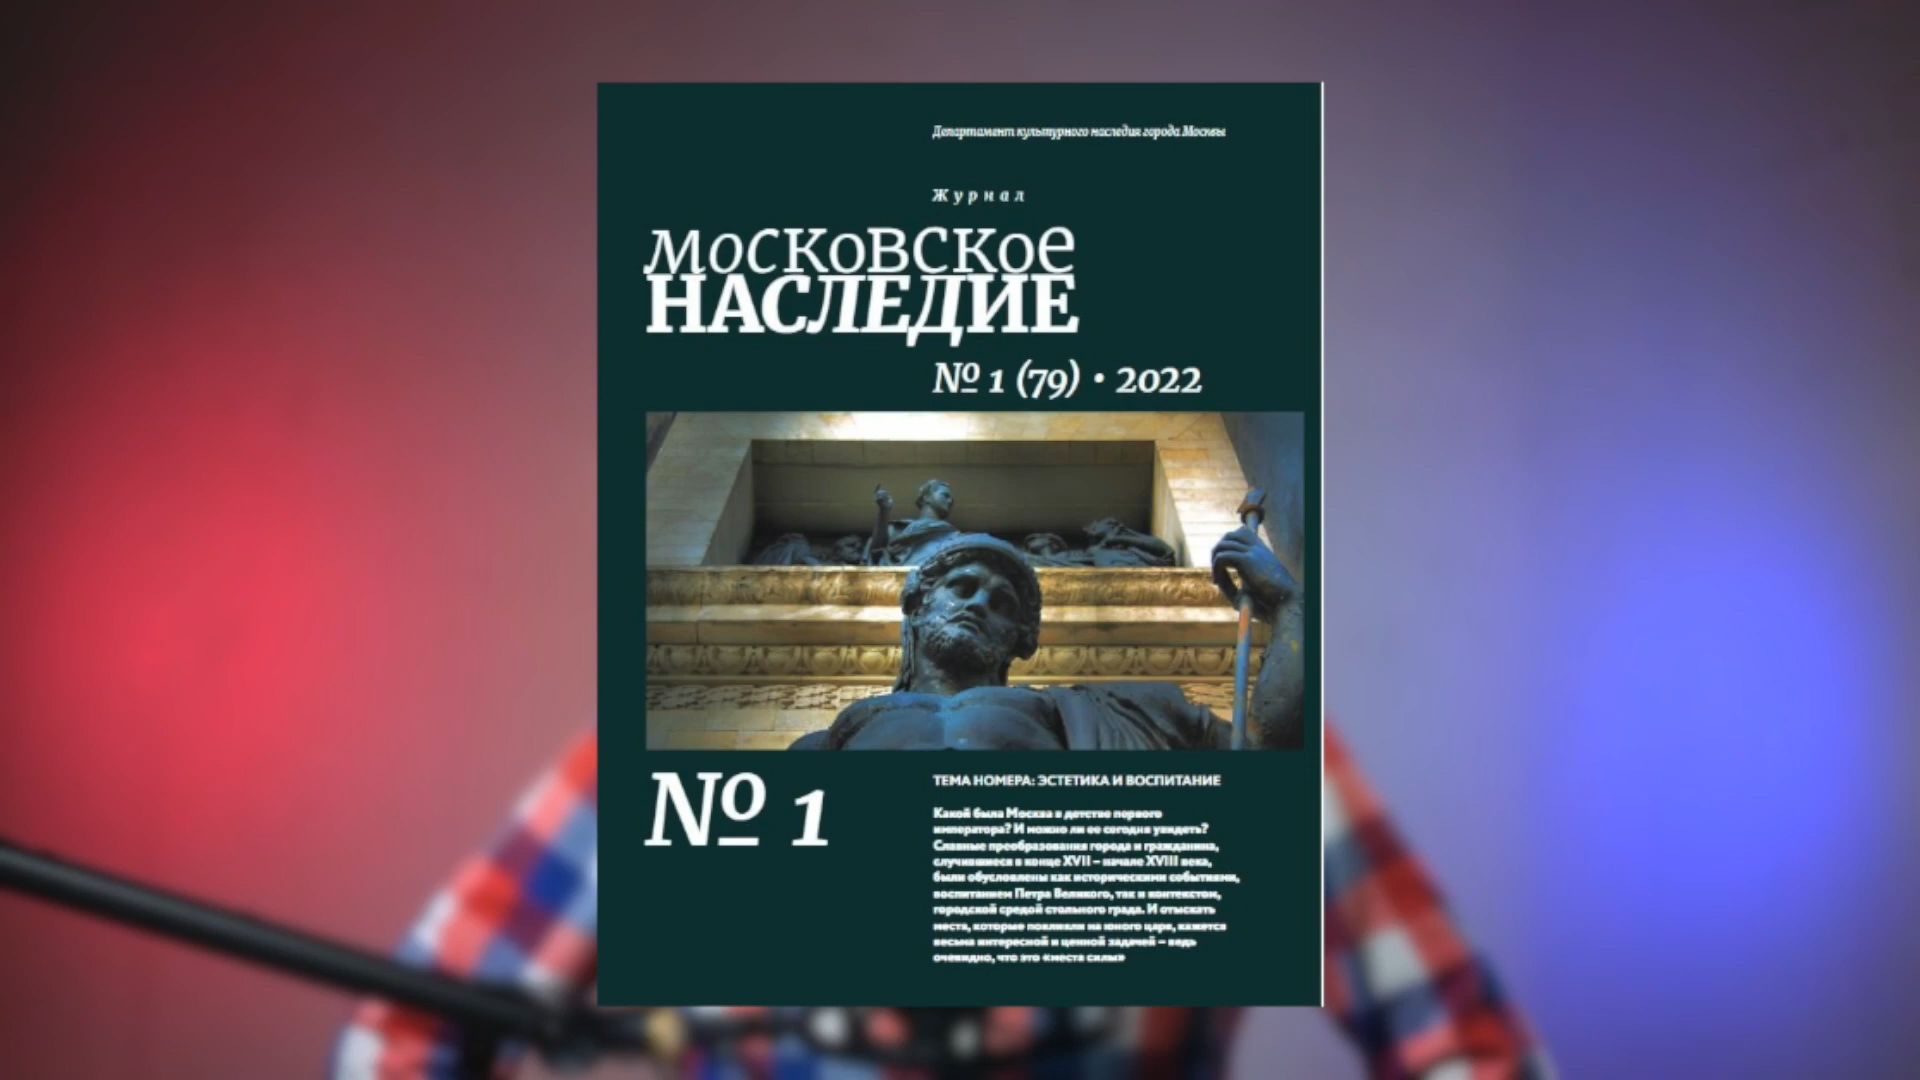 Департамент культурного наследия города Москвы
Журнал
московское
НАСЛЕДИЕ
№ 1 (79) • 2022
№ 1
ТЕМА НОМЕРА: ЭСТЕТИКА И ВОСПИТАНИЕ
Какой была Москва в детстве первого
императора? И можно ли ее сегодня увидеть?
Славные преобразования города и гражданина,
случившиеся в конце XVII – начале XVIII века,
были обусловлены как историческими событиями,
воспитанием Петра Великого, так и контекстом,
городской средой стольного града. И отыскать
места, которые повлияли на юного царя, кажется
весьма интересной и ценной задачей – ведь
очевидно, что это «места силы»